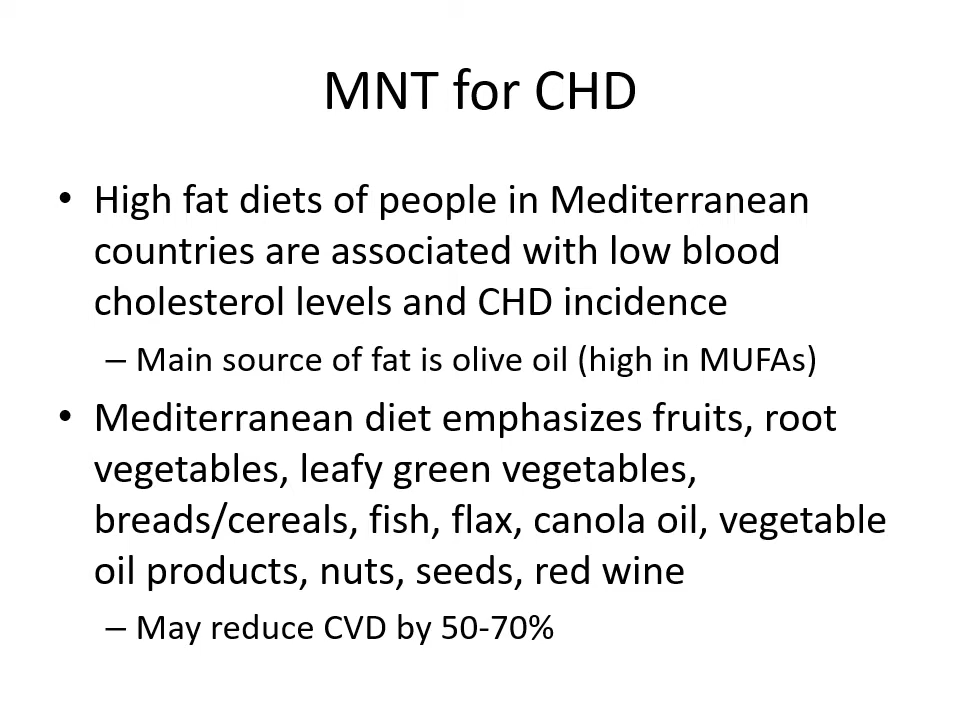 MNT for CHD
• High fat diets of people in Mediterranean
countries are associated with low blood
cholesterol levels and CHD incidence
– Main source of fat is olive oil (high in MUFAs)
• Mediterranean diet emphasizes fruits, root
vegetables, leafy green vegetables,
breads/cereals, fish, flax, canola oil, vegetable
oil products, nuts, seeds, red wine
– May reduce CVD by 50-70%